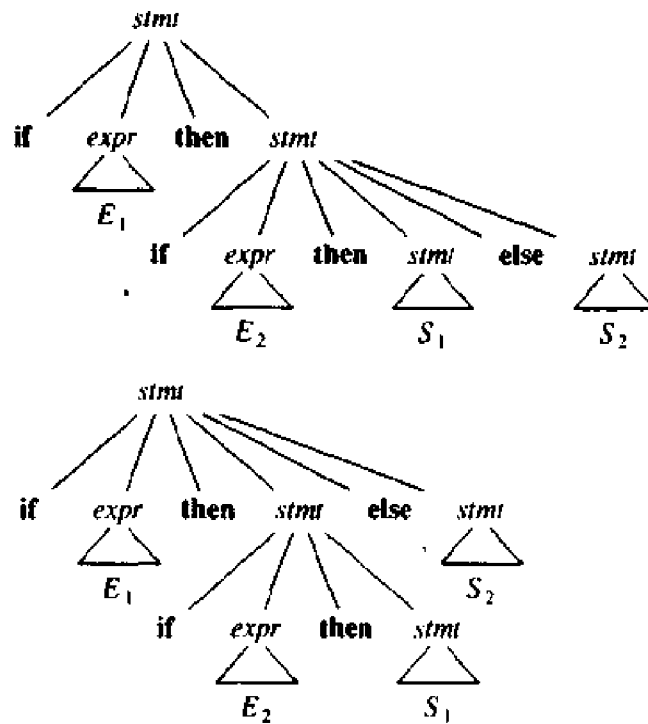 stmt
if expr then stmt
E1
if expr then stmt else stmt
E2 S1 S2
stmt
if expr then stmt else stmt
E1 S2
if expr then stmt
E2 S1